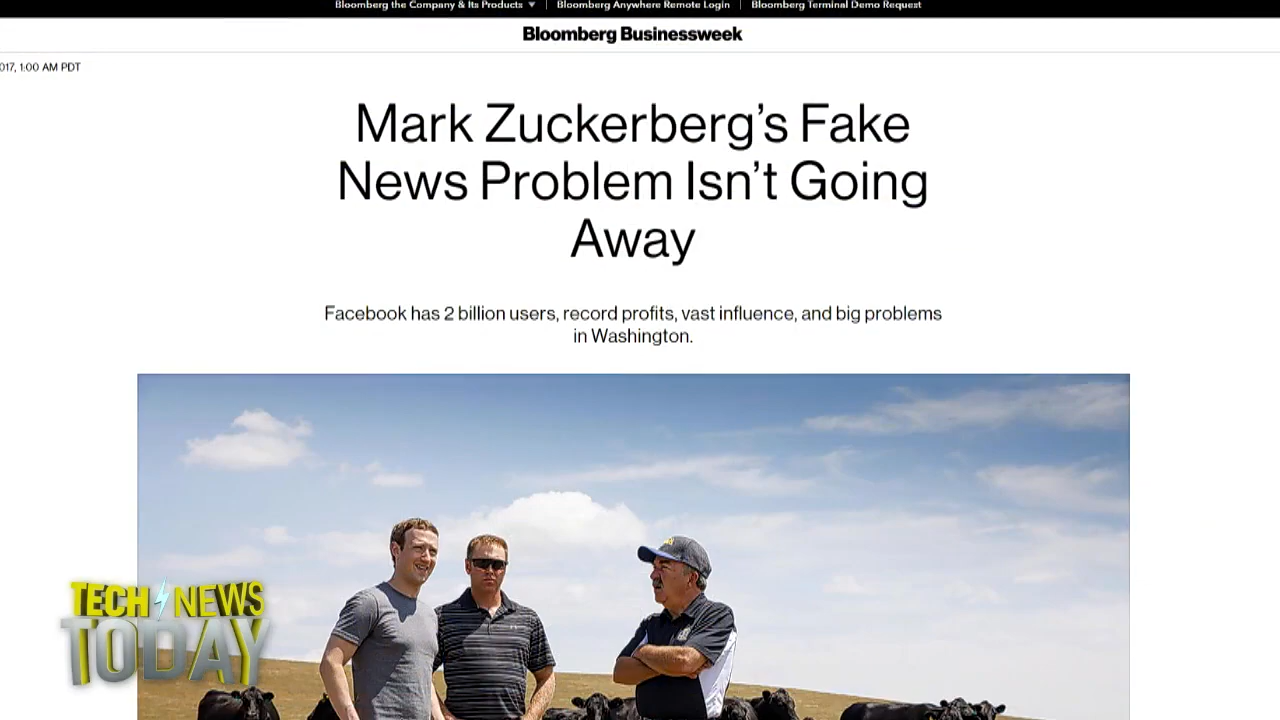 Bloomberg the Company & Its Products
Bloomberg Anywhere Remote Login
Bloomberg Terminal Demo Request
Bloomberg Businessweek
017, 1:00 AM PDT
Mark Zuckerberg’s Fake
News Problem Isn’t Going
Away
Facebook has 2 billion users, record profits, vast influence, and big problems
in Washington.
TECH NEWS
TODAY